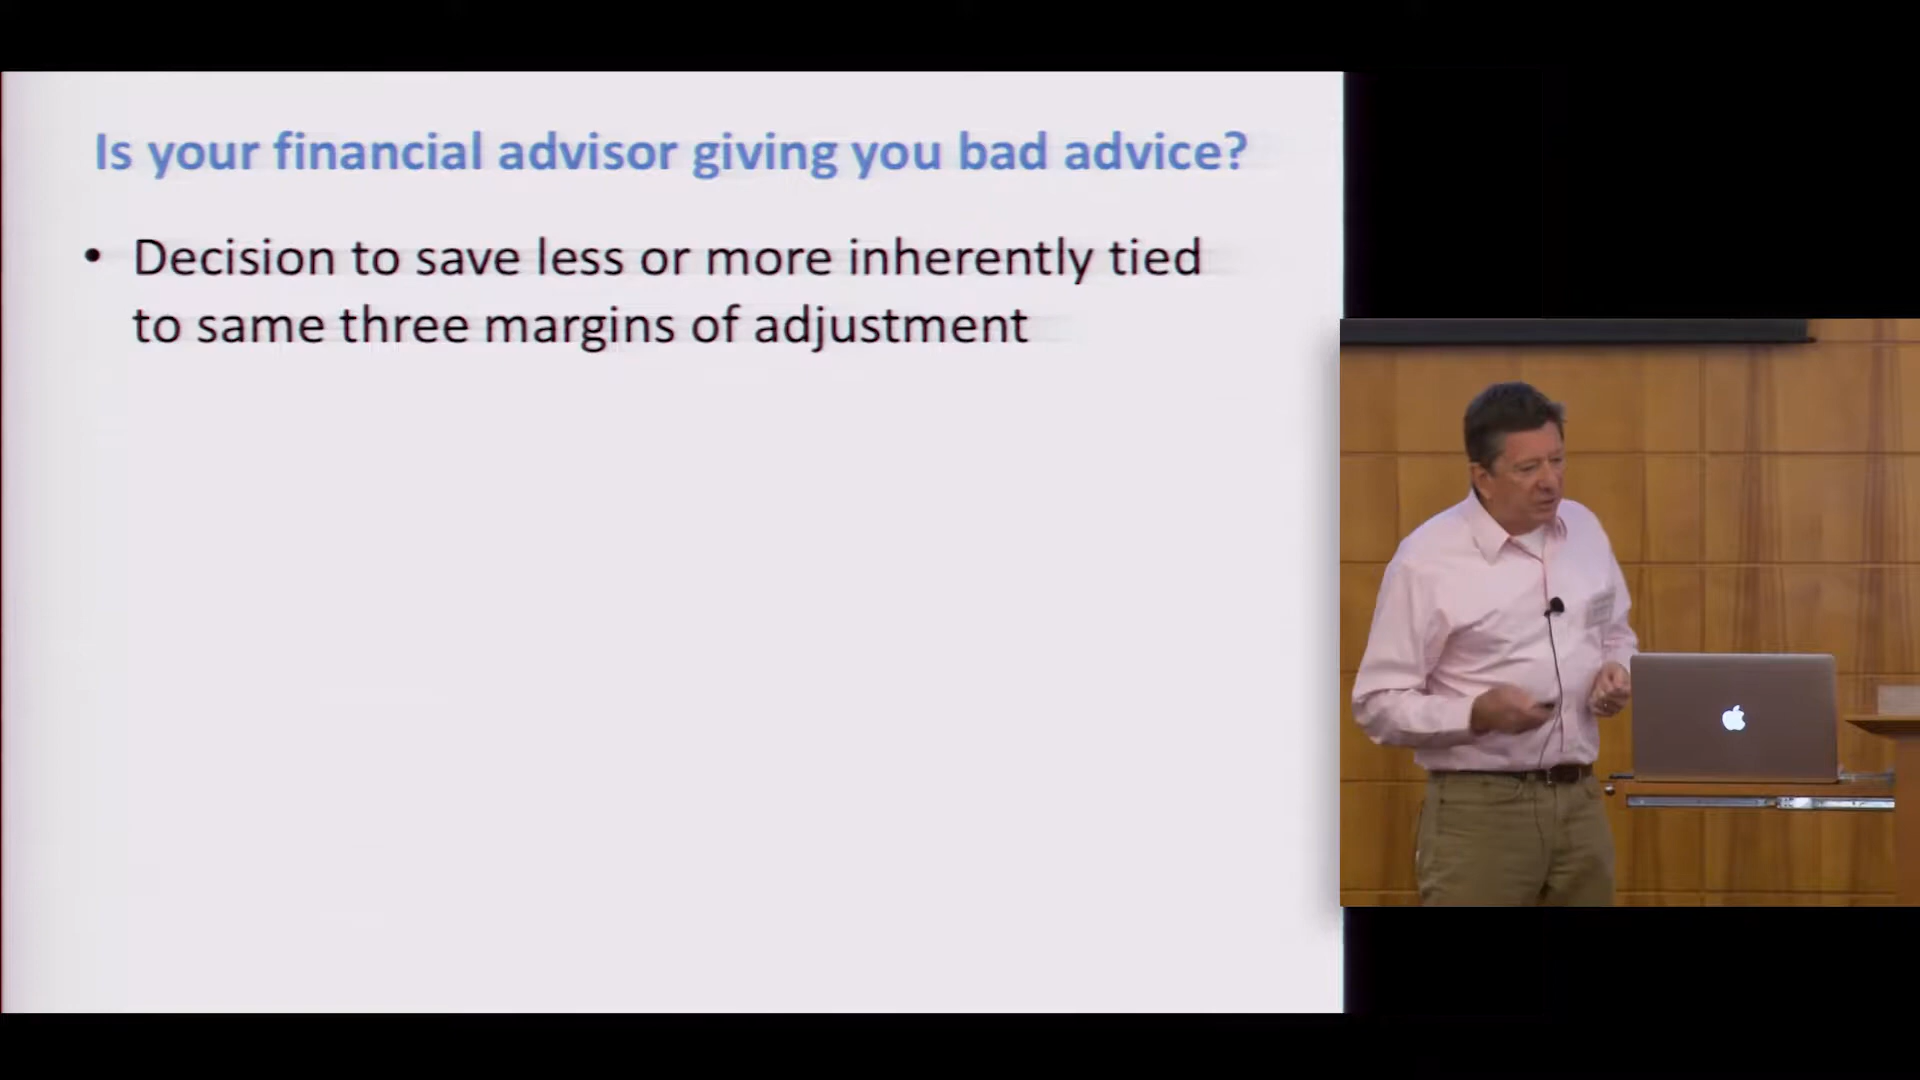 Is your financial advisor giving you bad advice?
• Decision to save less or more inherently tied
to same three margins of adjustment